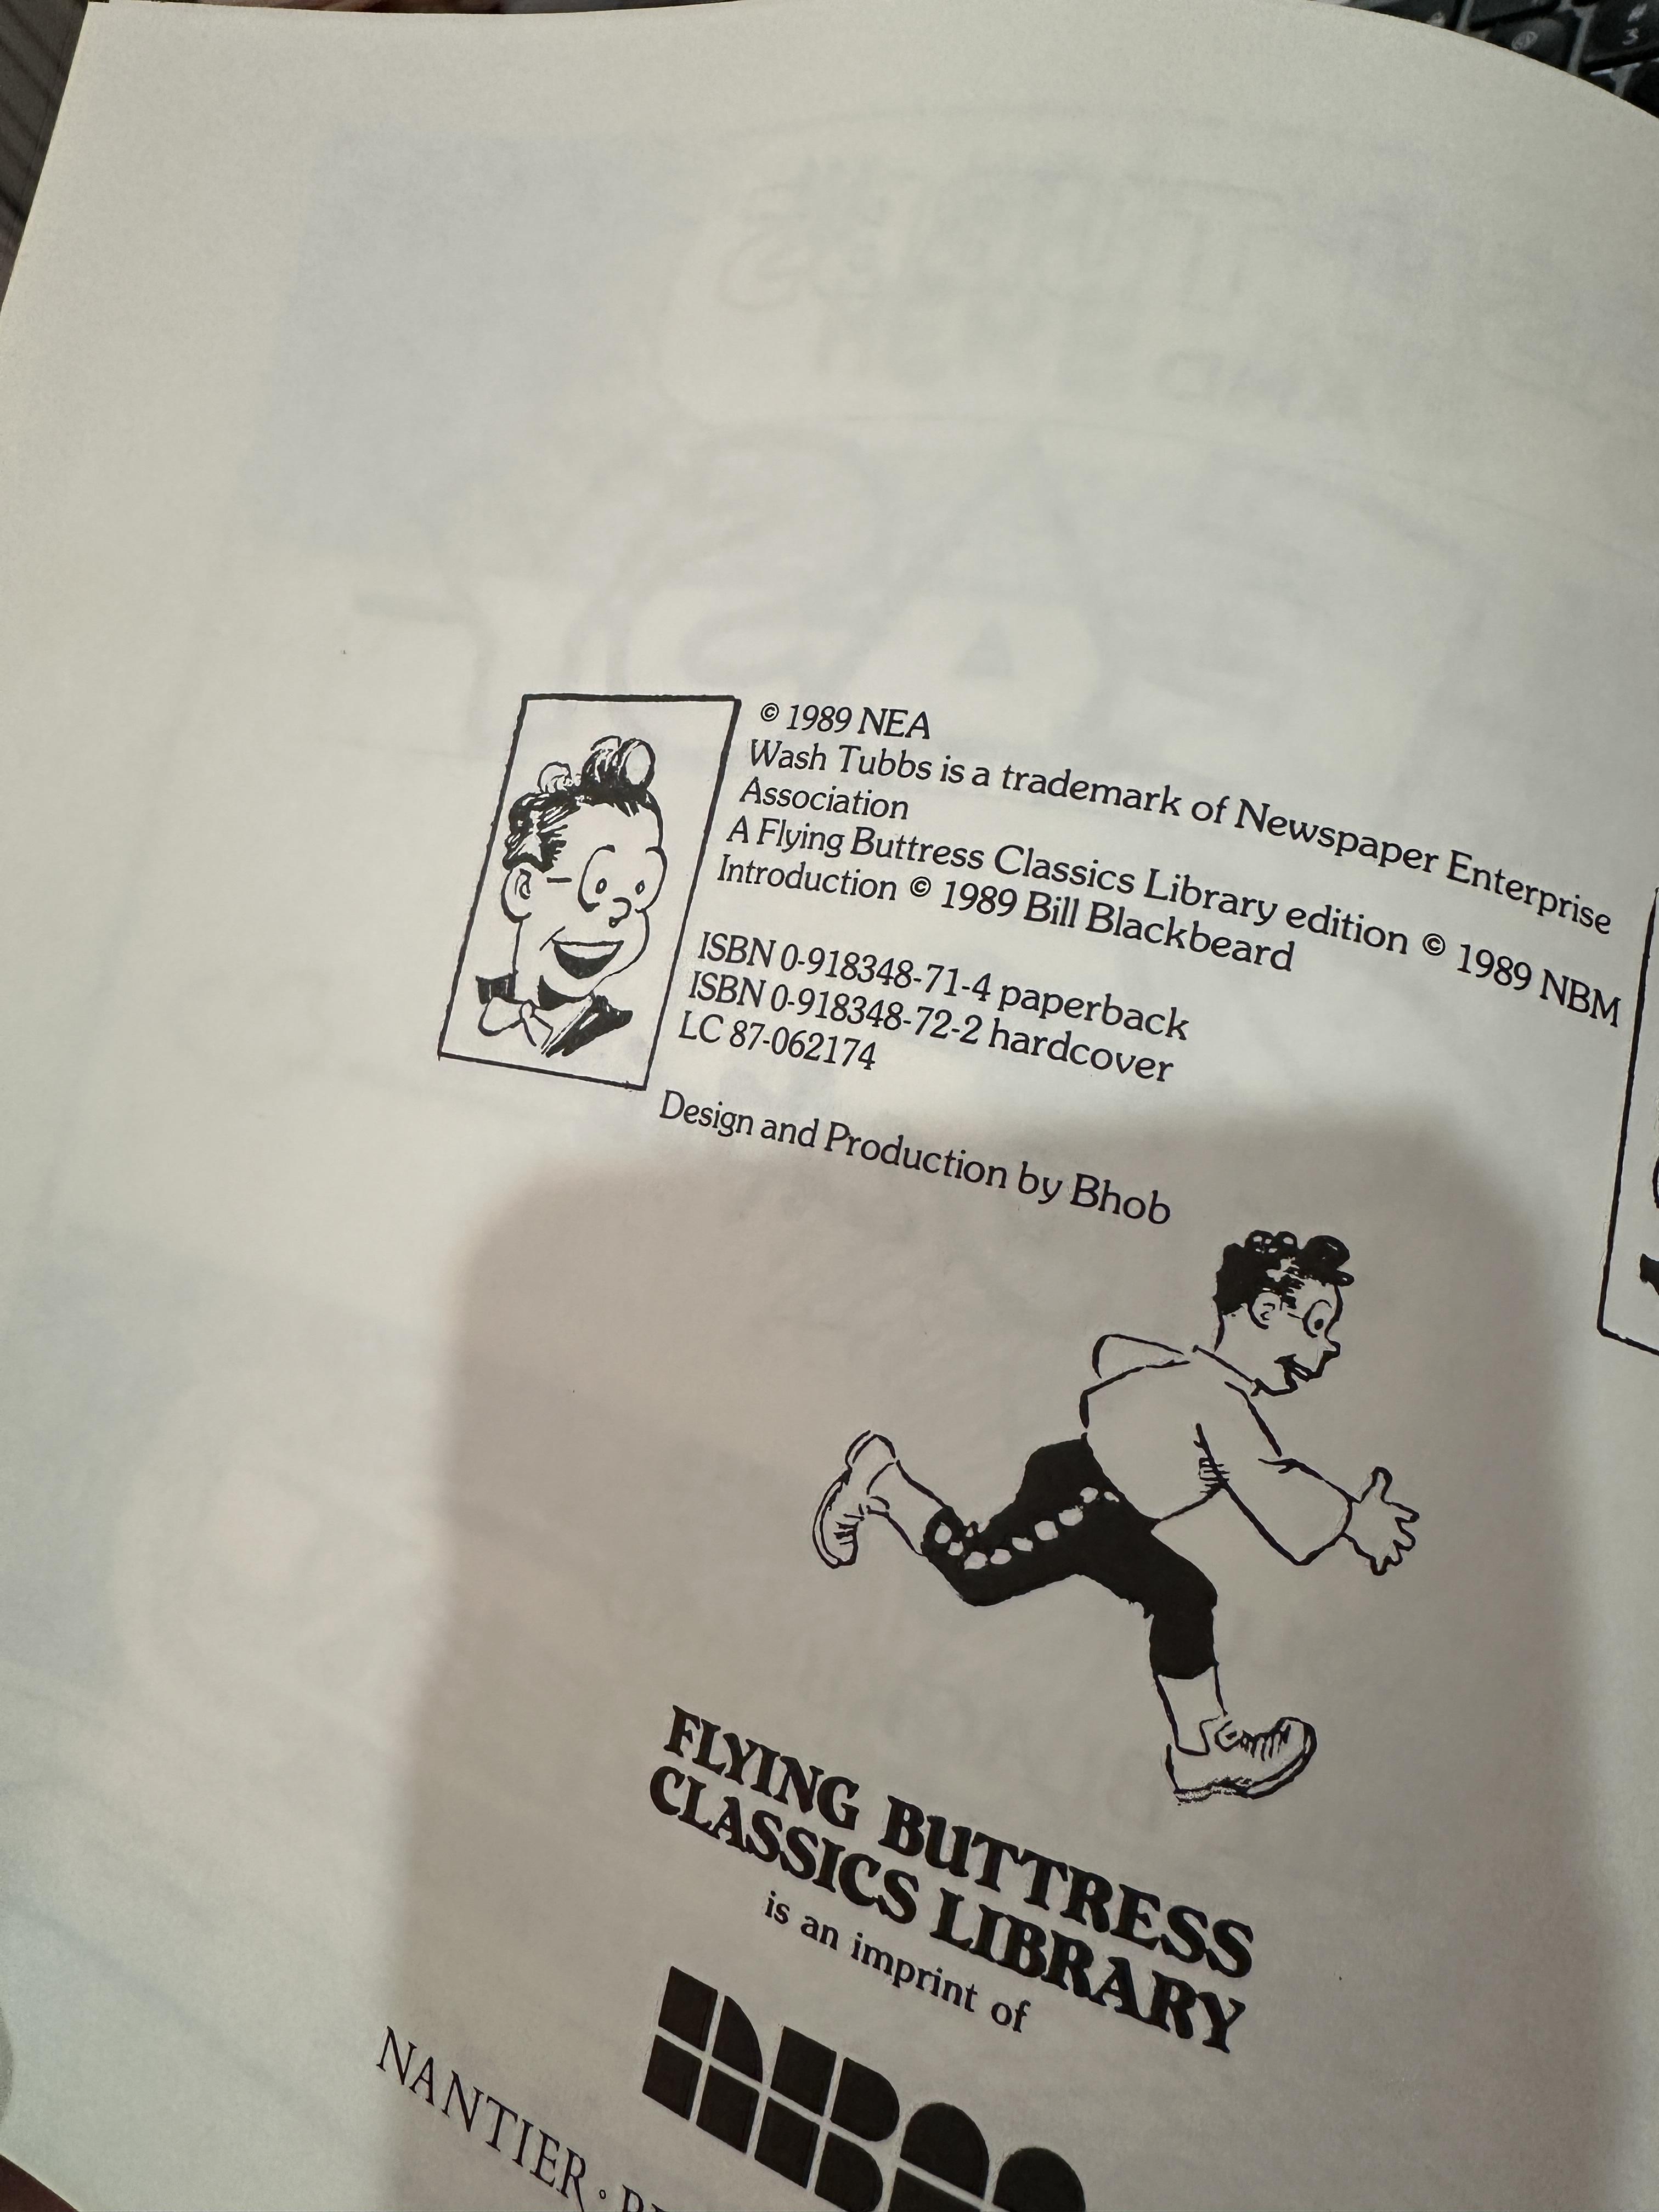 © 1989 NEA
Wash Tubbs is a trademark of Newspaper Enterprise
Association
A Flying Buttress Classics Library edition © 1989 NBM
Introduction © 1989 Bill Blackbeard
ISBN 0-918348-71-4 paperback
ISBN 0-918348-72-2 hardcover
LC 87-062174
Design and Production by Bhob
FLYING BUTTRESS
CLASSICS LIBRARY
is an imprint of
nbm
NANTIER ·